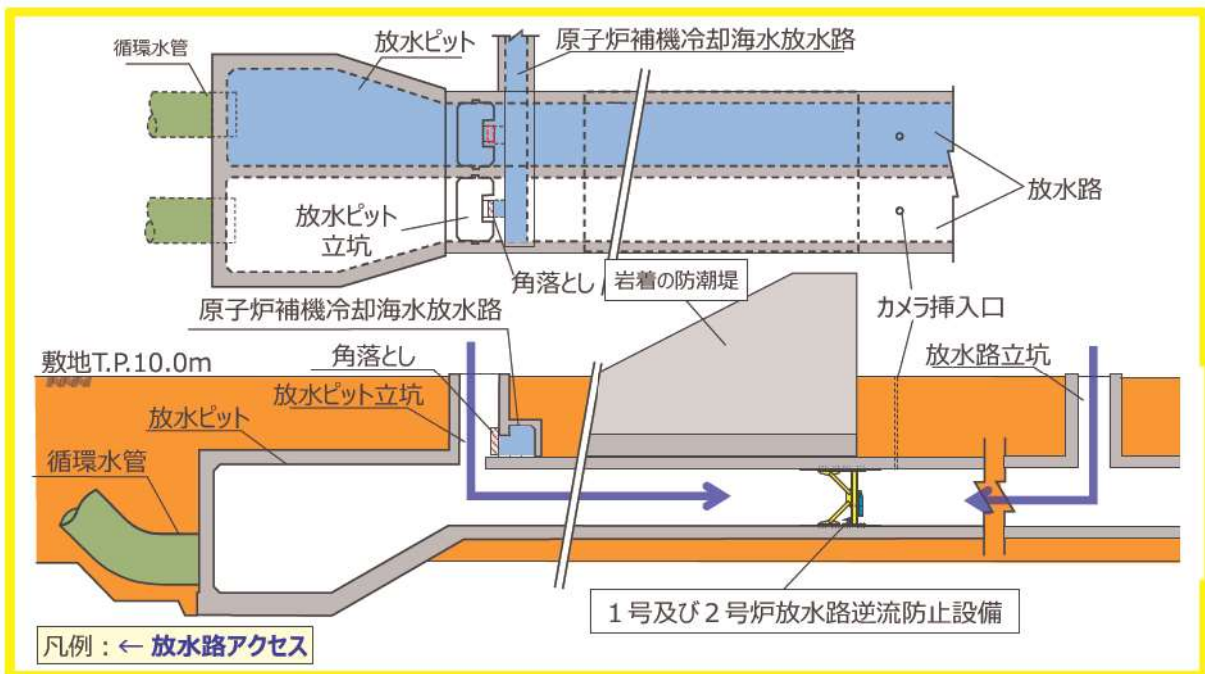 循環水管
放水ピット
原子炉補機冷却海水放水路
放水路
放水ピット
立坑
角落とし
岩着の防潮堤
カメラ挿入口
原子炉補機冷却海水放水路
敷地T.P.10.0m
角落とし
放水路立坑
放水ピット立坑
放水ピット
循環水管
1号及び2号炉放水路逆流防止設備
凡例：← 放水路アクセス